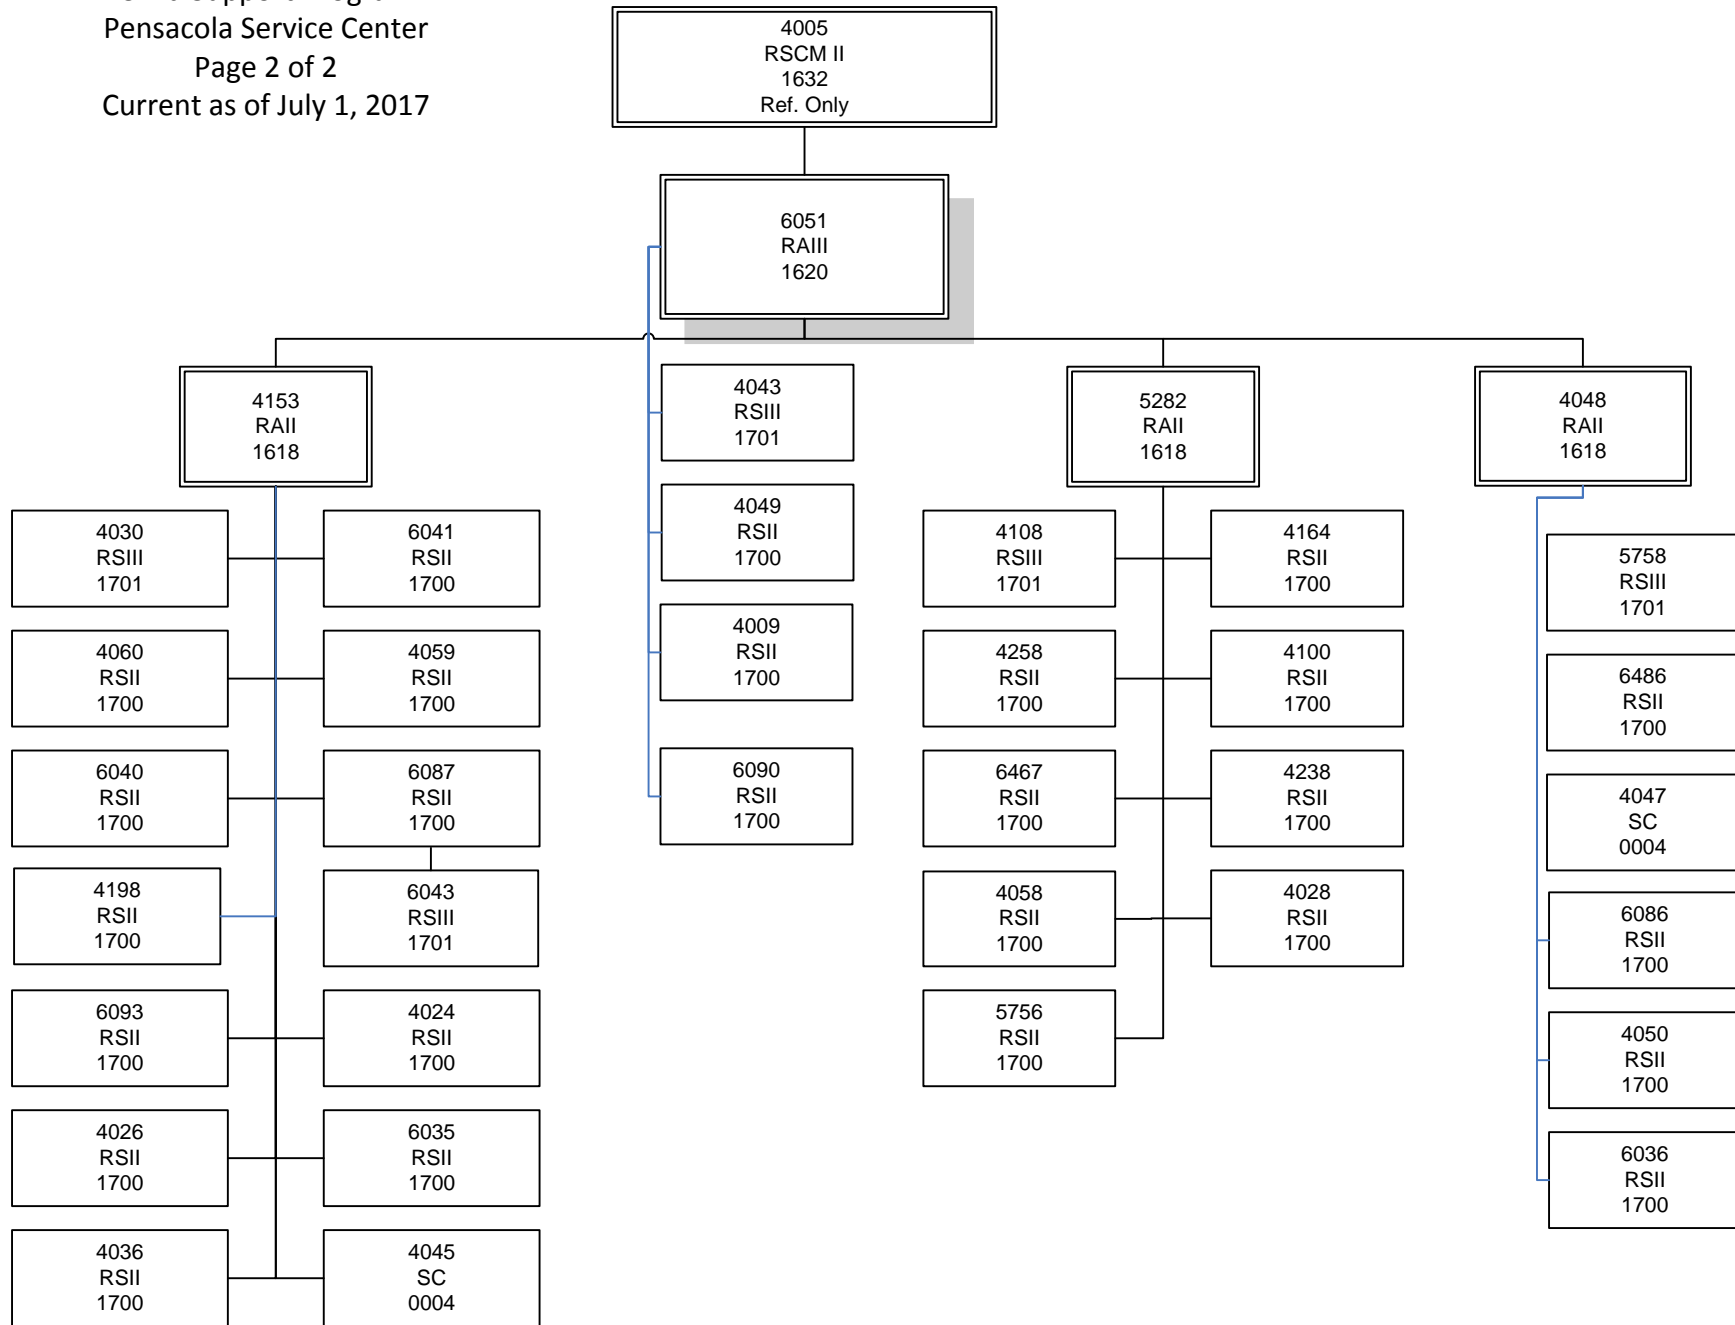 Pensacola Service Center
Page 2 of 2
Current as of July 1, 2017
4005
RSCM II
1632
Ref. Only
6051
RAIII
1620
4153
RAII
1618
4030
RSIII
1701
6041
RSII
1700
4060
RSII
1700
4059
RSII
1700
6040
RSII
1700
6087
RSII
1700
4198
RSII
1700
6043
RSIII
1701
6093
RSII
1700
4024
RSII
1700
4026
RSII
1700
6035
RSII
1700
4036
RSII
1700
4045
SC
0004
4043
RSIII
1701
4049
RSII
1700
4009
RSII
1700
6090
RSII
1700
5282
RAII
1618
4108
RSIII
1701
4164
RSII
1700
4258
RSII
1700
4100
RSII
1700
6467
RSII
1700
4238
RSII
1700
4058
RSII
1700
4028
RSII
1700
5756
RSII
1700
4048
RAII
1618
5758
RSIII
1701
6486
RSII
1700
4047
SC
0004
6086
RSII
1700
4050
RSII
1700
6036
RSII
1700